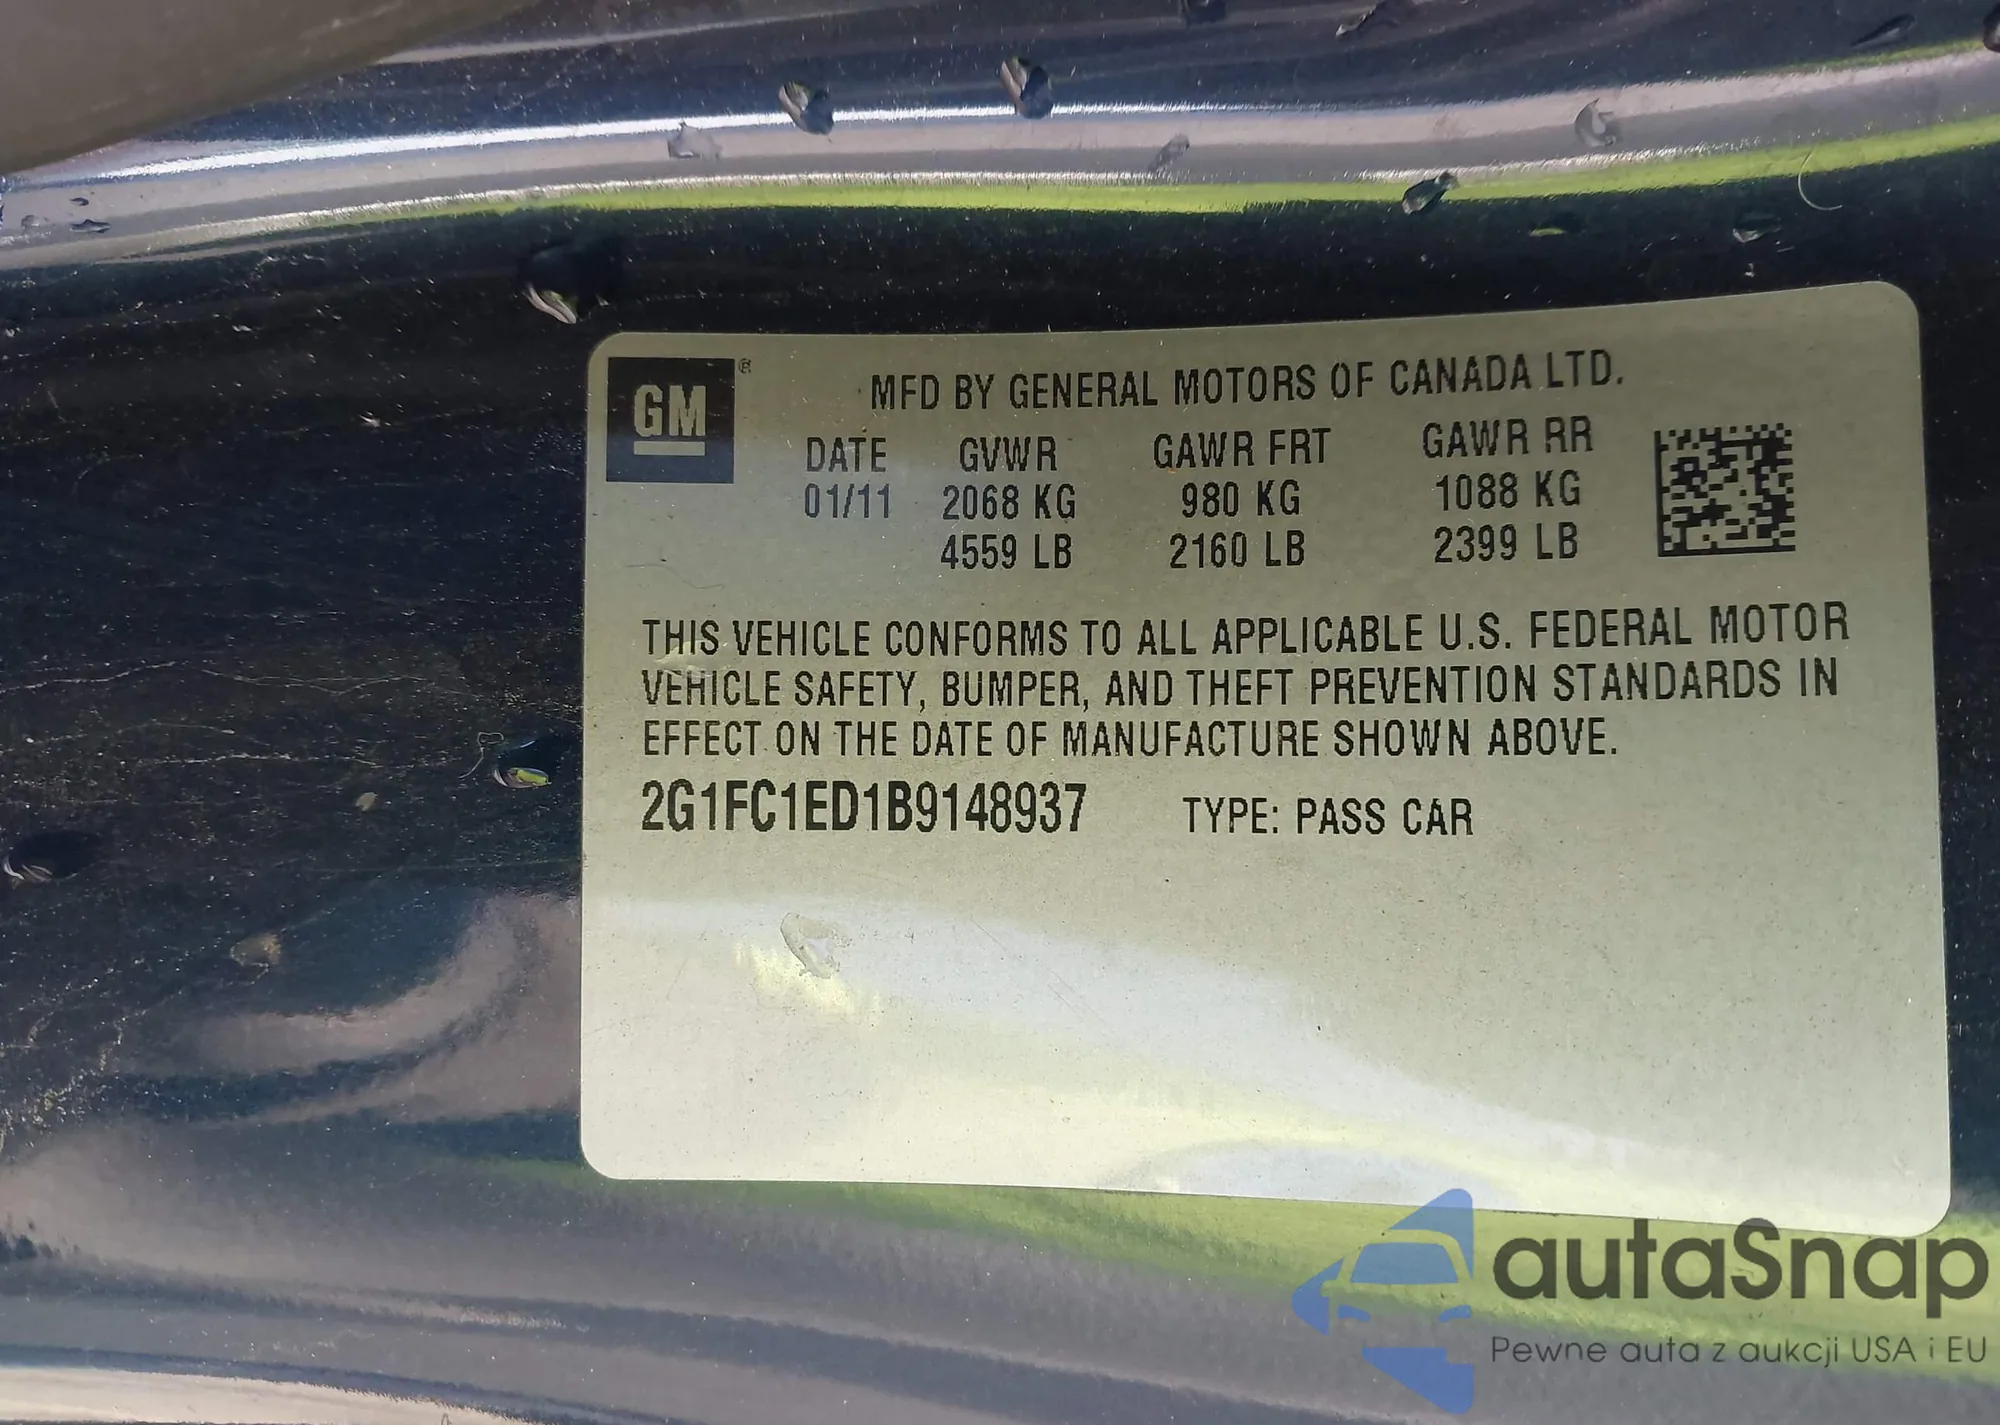 GM ®
MFD BY GENERAL MOTORS OF CANADA LTD.
DATE GVWR GAWR FRT GAWR RR
01/11 2068 KG 980 KG 1088 KG
4559 LB 2160 LB 2399 LB
THIS VEHICLE CONFORMS TO ALL APPLICABLE U.S. FEDERAL MOTOR
VEHICLE SAFETY, BUMPER, AND THEFT PREVENTION STANDARDS IN
EFFECT ON THE DATE OF MANUFACTURE SHOWN ABOVE.
2G1FC1ED1B9148937 TYPE: PASS CAR
autaSnap
Pewne auta z aukcji USA i EU